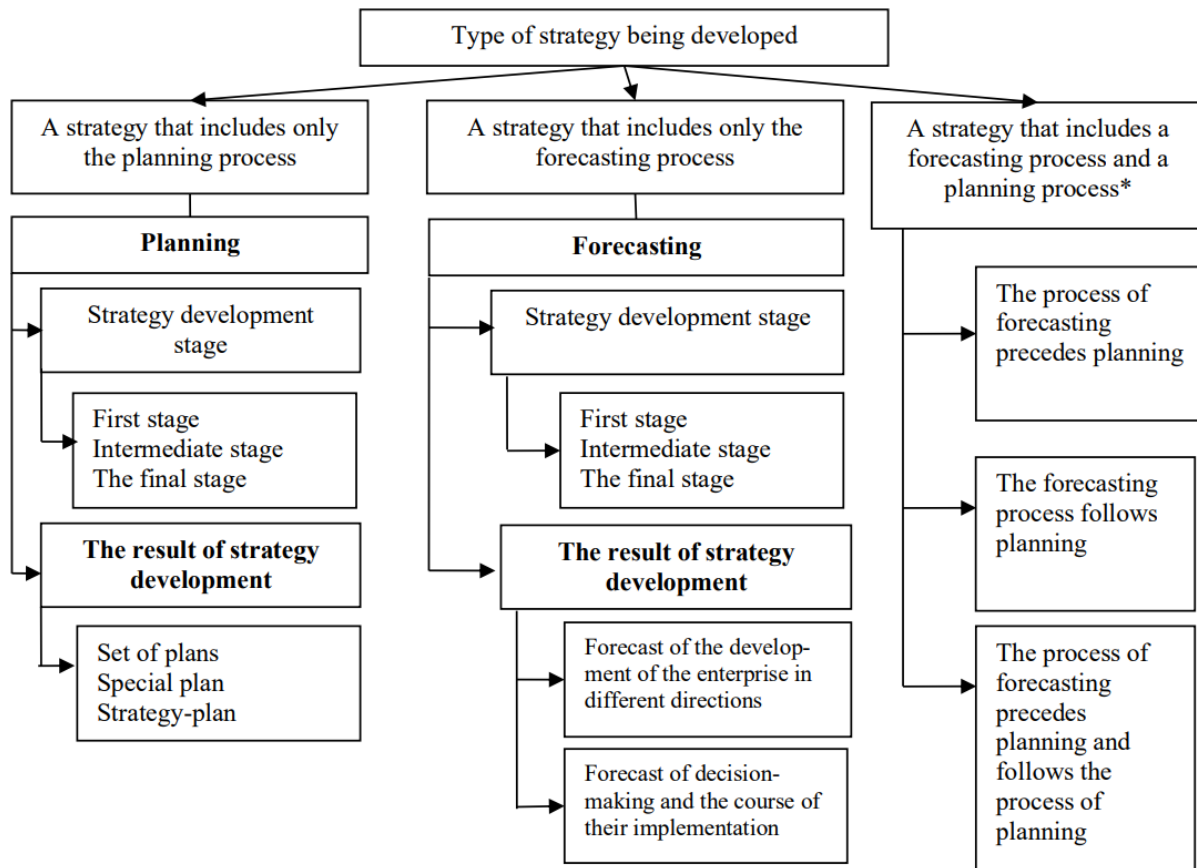 Type of strategy being developed
A strategy that includes only
the planning process
A strategy that includes only the
forecasting process
A strategy that includes a
forecasting process and a
planning process*
Planning
Strategy development
stage
First stage
Intermediate stage
The final stage
The result of strategy
development
Set of plans
Special plan
Strategy-plan
Forecasting
Strategy development stage
First stage
Intermediate stage
The final stage
The result of strategy
development
Forecast of the develop-
ment of the enterprise in
different directions
Forecast of decision-
making and the course of
their implementation
The process of
forecasting
precedes planning
The forecasting
process follows
planning
The process of
forecasting
precedes
planning and
follows the
process of
planning